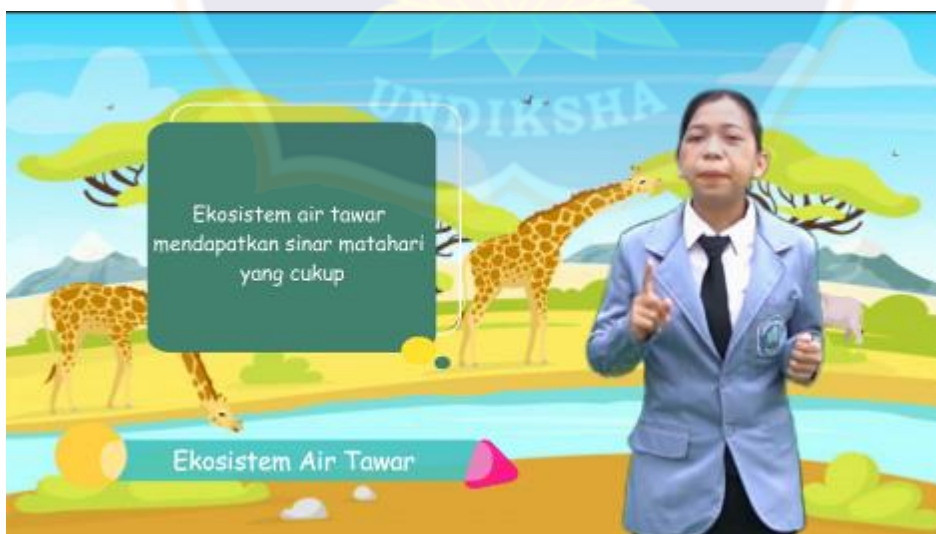 UNDIKSHA
Ekosistem air tawar
mendapatkan sinar matahari
yang cukup
Ekosistem Air Tawar